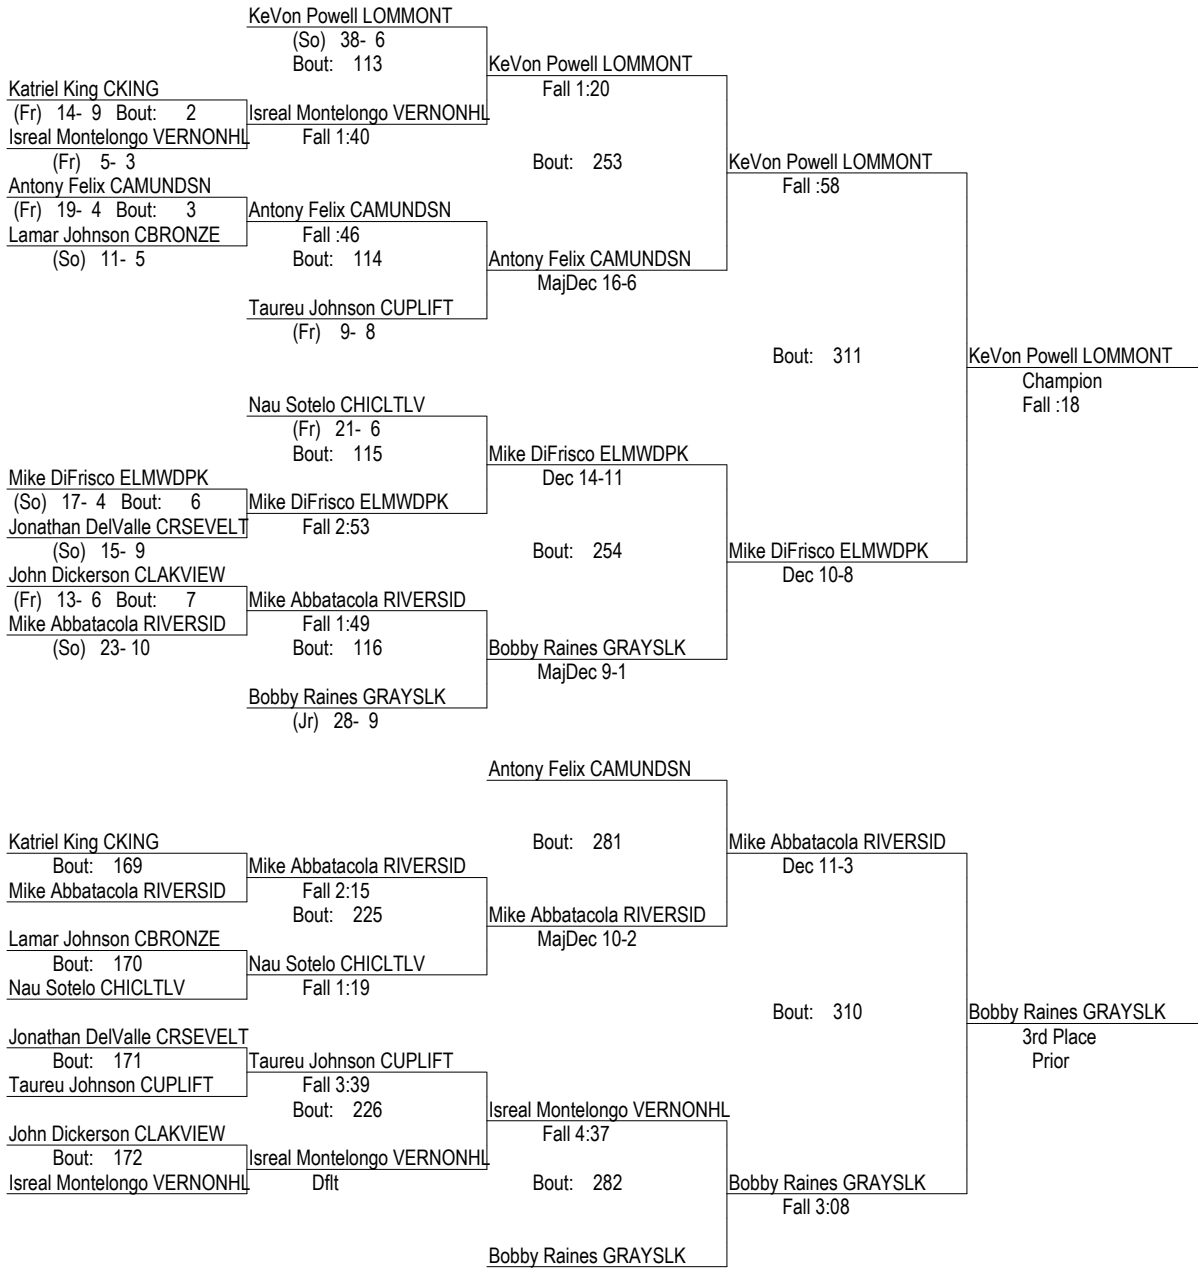 KeVon Powell LOMMONT
(So) 38- 6
Bout: 113
KeVon Powell LOMMONT
Fall 1:20
Katriel King CKING
(Fr) 14- 9 Bout: 2
Isreal Montelongo VERNONHL
Isreal Montelongo VERNONHL
Fall 1:40
(Fr) 5- 3
Bout: 253
KeVon Powell LOMMONT
Fall :58
Antony Felix CAMUNDSN
(Fr) 19- 4 Bout: 3
Antony Felix CAMUNDSN
Lamar Johnson CBRONZE
Fall :46
(So) 11- 5
Bout: 114
Antony Felix CAMUNDSN
MajDec 16-6
Taureu Johnson CUPLIFT
(Fr) 9- 8
Bout: 311
KeVon Powell LOMMONT
Champion
Fall :18
Nau Sotelo CHICLTLV
(Fr) 21- 6
Bout: 115
Mike DiFrisco ELMWDPK
Dec 14-11
Mike DiFrisco ELMWDPK
(So) 17- 4 Bout: 6
Mike DiFrisco ELMWDPK
Jonathan DelValle CRSEVELT
Fall 2:53
(So) 15- 9
Bout: 254
Mike DiFrisco ELMWDPK
Dec 10-8
John Dickerson CLAKVIEW
(Fr) 13- 6 Bout: 7
Mike Abbatacola RIVERSID
Mike Abbatacola RIVERSID
Fall 1:49
(So) 23- 10
Bout: 116
Bobby Raines GRAYSLK
MajDec 9-1
Bobby Raines GRAYSLK
(Jr) 28- 9
Antony Felix CAMUNDSN
Katriel King CKING
Bout: 281
Mike Abbatacola RIVERSID
Dec 11-3
Bout: 169
Mike Abbatacola RIVERSID
Mike Abbatacola RIVERSID
Fall 2:15
Bout: 225
Mike Abbatacola RIVERSID
MajDec 10-2
Lamar Johnson CBRONZE
Bout: 170
Nau Sotelo CHICLTLV
Nau Sotelo CHICLTLV
Fall 1:19
Bout: 310
Bobby Raines GRAYSLK
3rd Place
Prior
Jonathan DelValle CRSEVELT
Bout: 171
Taureu Johnson CUPLIFT
Taureu Johnson CUPLIFT
Fall 3:39
Bout: 226
Isreal Montelongo VERNONHL
Fall 4:37
John Dickerson CLAKVIEW
Bout: 172
Isreal Montelongo VERNONHL
Isreal Montelongo VERNONHL
Dflt
Bout: 282
Bobby Raines GRAYSLK
Fall 3:08
Bobby Raines GRAYSLK